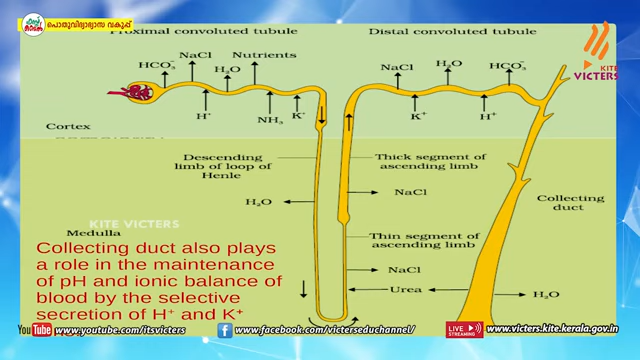 പൊതുവിദ്യാഭ്യാസ വകുപ്പ്
Proximal convoluted tubule
Distal convoluted tubule
KITE
VICTERS
HCO₃⁻
NaCl
H₂O
Nutrients
NaCl
H₂O
HCO₃⁻
H⁺
NH₃
K⁺
K⁺
H⁺
Cortex
Descending
limb of loop of
Henle
Thick segment of
ascending limb
NaCl
H₂O
Collecting
duct
KITE VICTERS
Medulla
Thin segment of
ascending limb
NaCl
Urea
H₂O
Collecting duct also plays
a role in the maintenance
of pH and ionic balance of
blood by the selective
secretion of H⁺ and K⁺
YouTube www.youtube.com/itsvicters
www.facebook.com/victerseduchannel/
LIVE STREAMING
www.victers.kite.kerala.gov.in